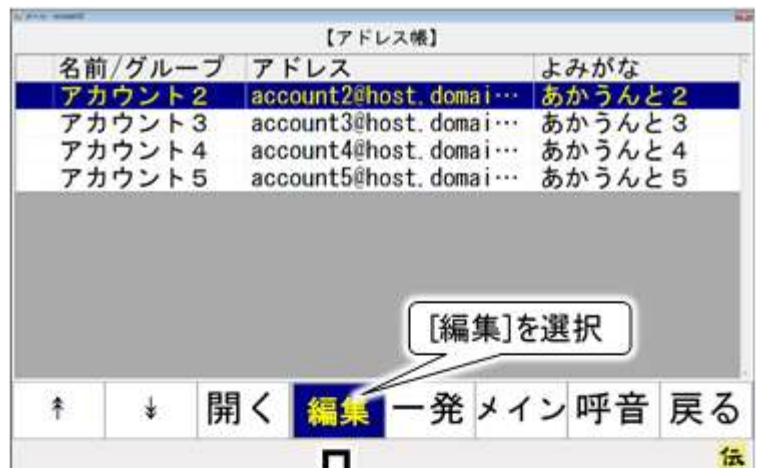 【アドレス帳】
名前/グループ アドレス よみがな
アカウント2 account2@host.domai… あかうんと2
アカウント3 account3@host.domai… あかうんと3
アカウント4 account4@host.domai… あかうんと4
アカウント5 account5@host.domai… あかうんと5
[編集]を選択
↟ ↡ 開く 編集 一発 メイン 呼音 戻る
伝